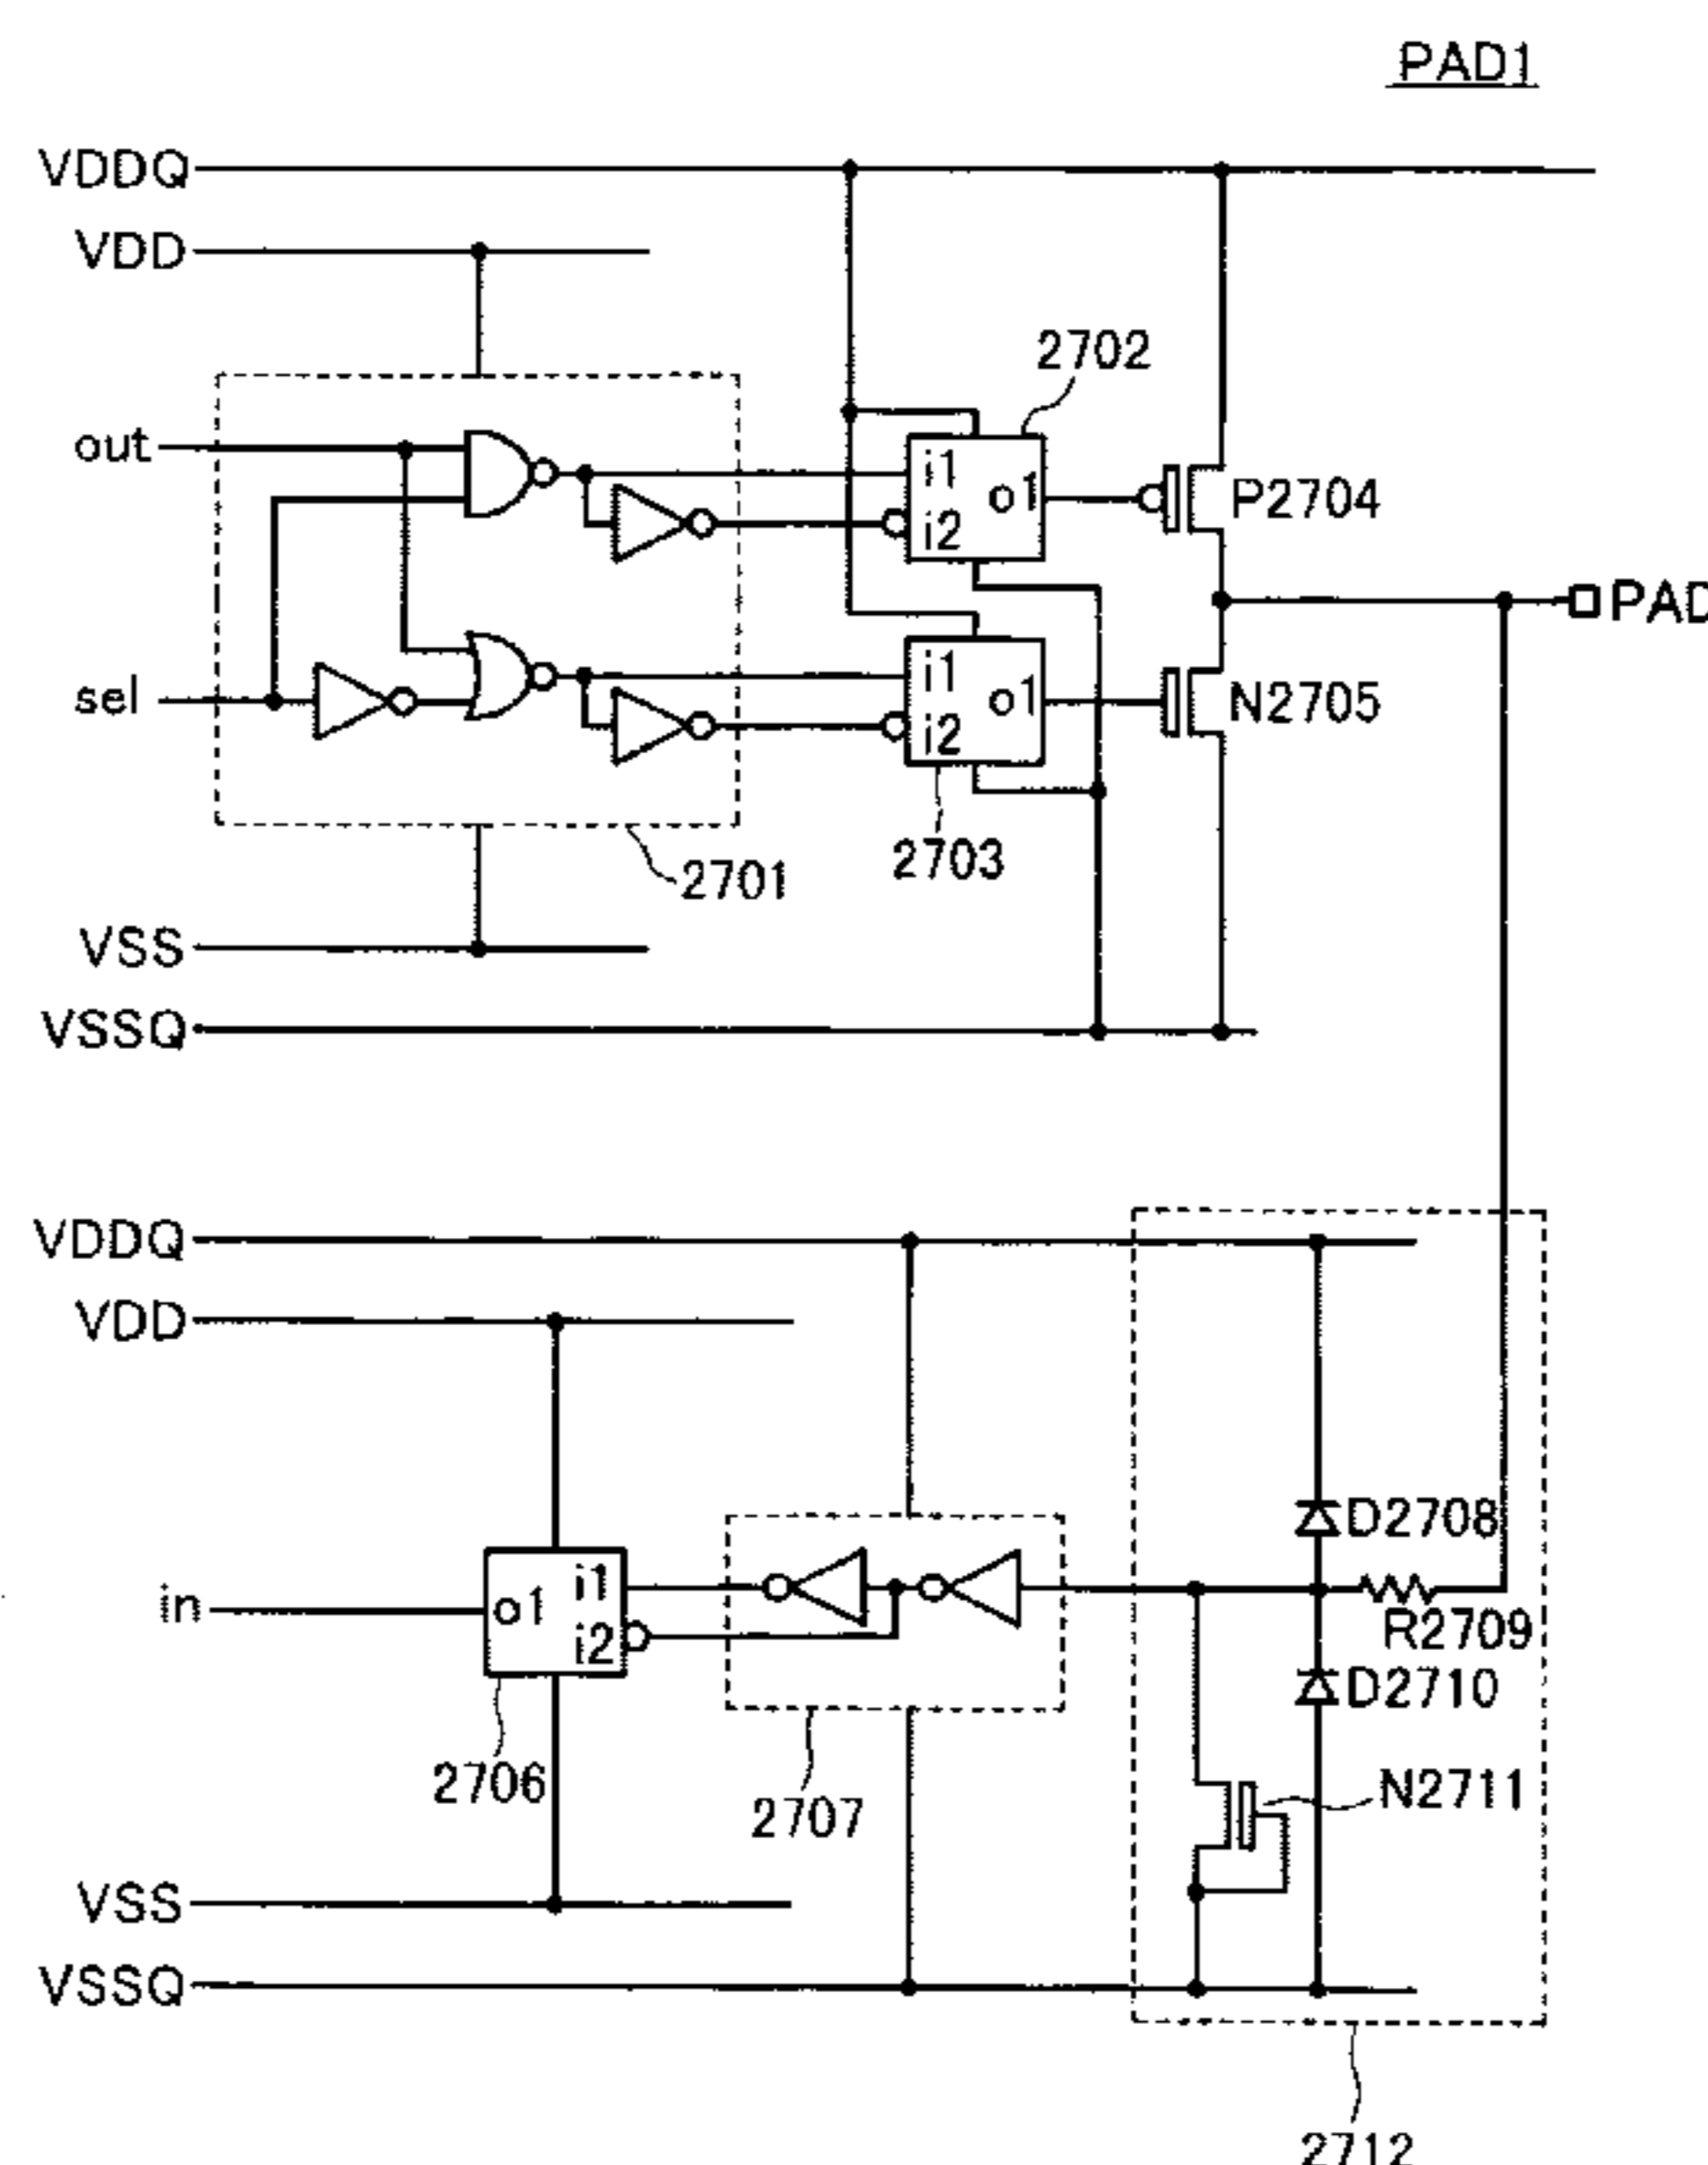 PAD1
VDDQ
VDD
2702
out
i1
o1
i2
P2704
PAD
sel
i1
o1
i2
N2705
2703
2701
VSS
VSSQ
VDDQ
VDD
D2708
in
o1
i1
i2
R2709
D2710
2706
2707
N2711
VSS
VSSQ
2712